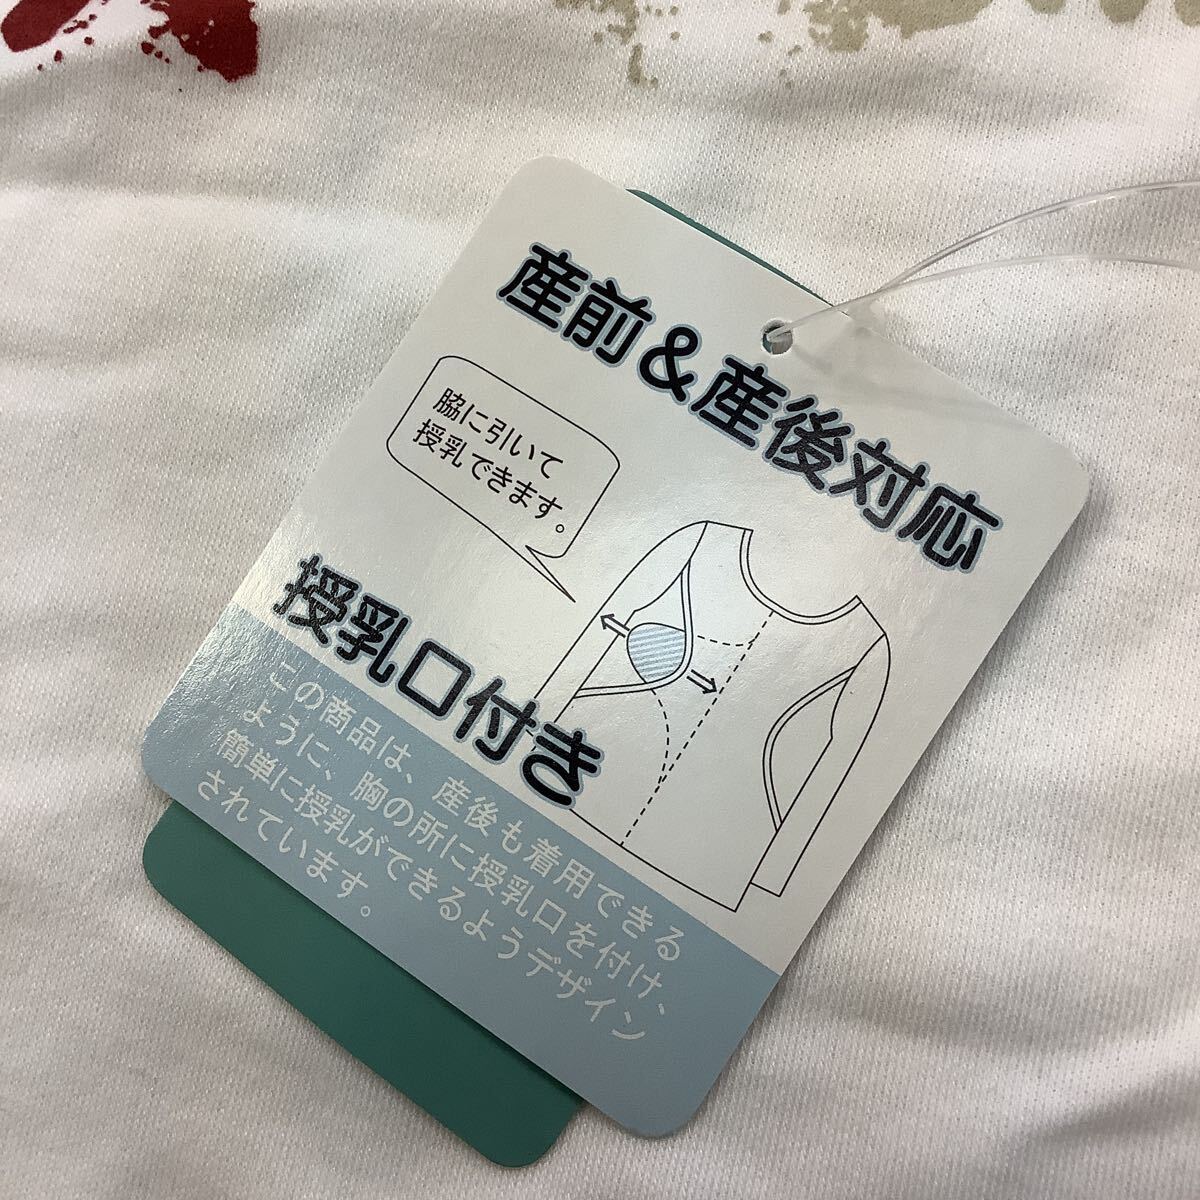 産前&産後対応
脇に引いて
授乳できます。
授乳口付き
この商品は、産後も着用できる
ように、胸の所に授乳口を付け、
簡単に授乳ができるようデザイン
されています。